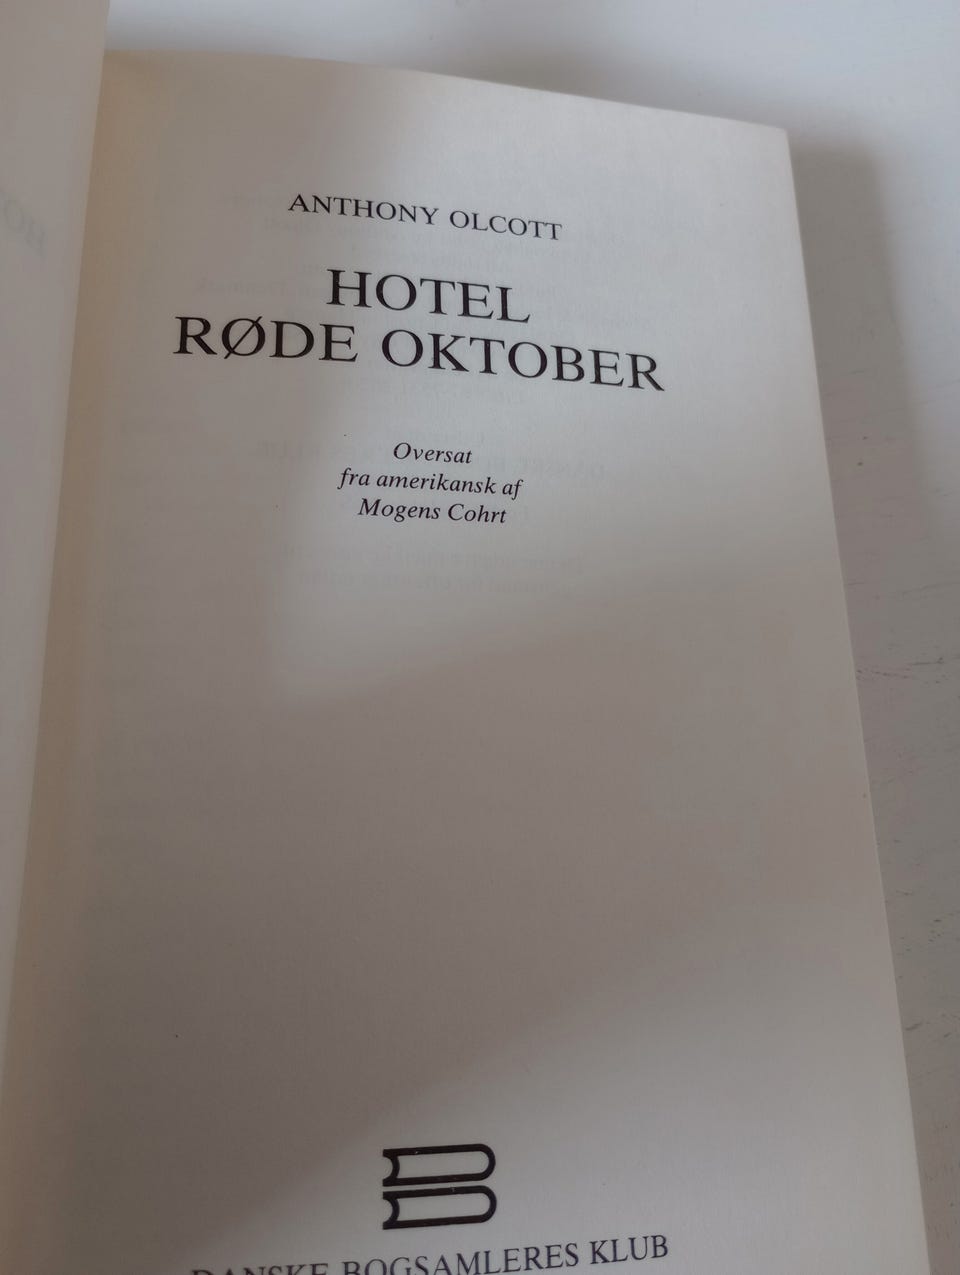 ANTHONY OLCOTT
HOTEL
RØDE OKTOBER
Oversat
fra amerikansk af
Mogens Cohrt
DANSKE BOGSAMLERES KLUB